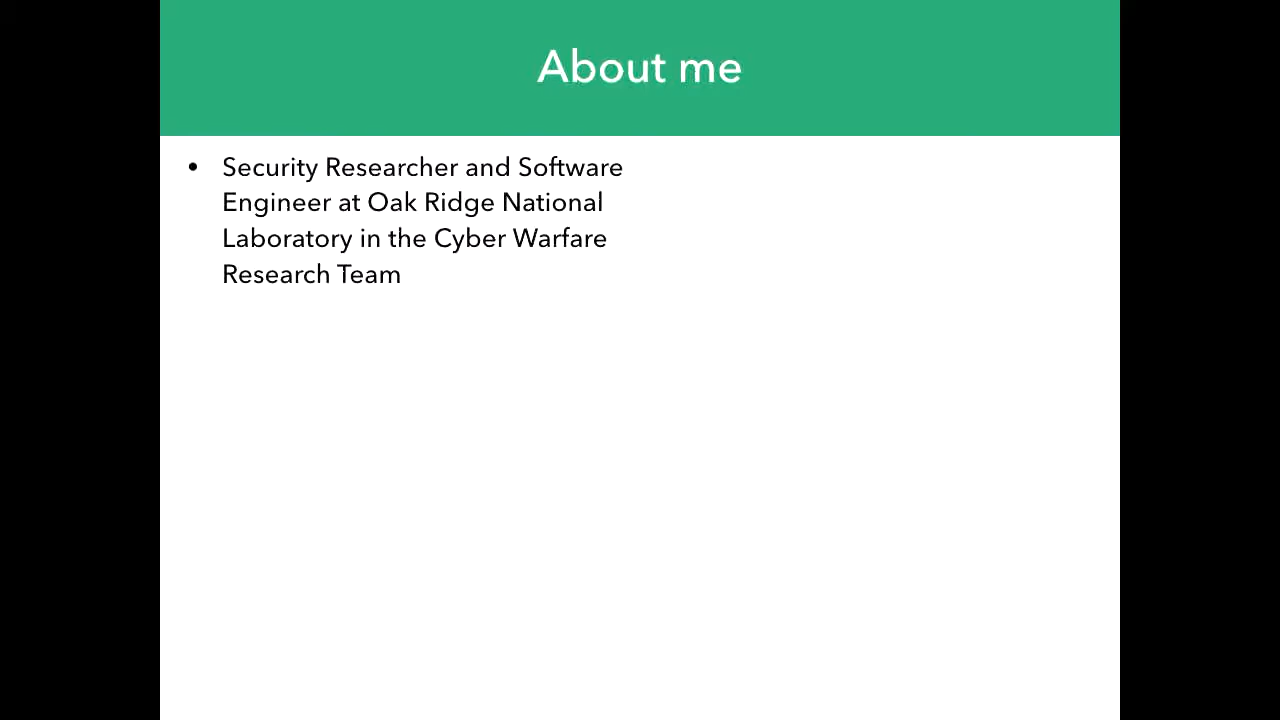 About me
• Security Researcher and Software
Engineer at Oak Ridge National
Laboratory in the Cyber Warfare
Research Team